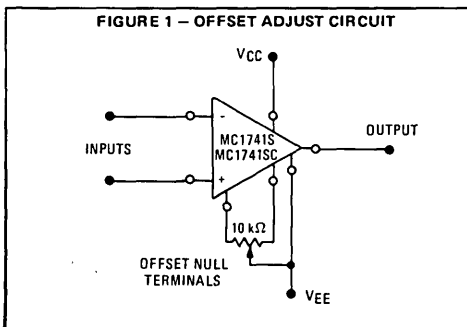 FIGURE 1 – OFFSET ADJUST CIRCUIT
VCC
-
MC1741S
MC1741SC
OUTPUT
INPUTS
+
10 kΩ
OFFSET NULL
TERMINALS
VEE